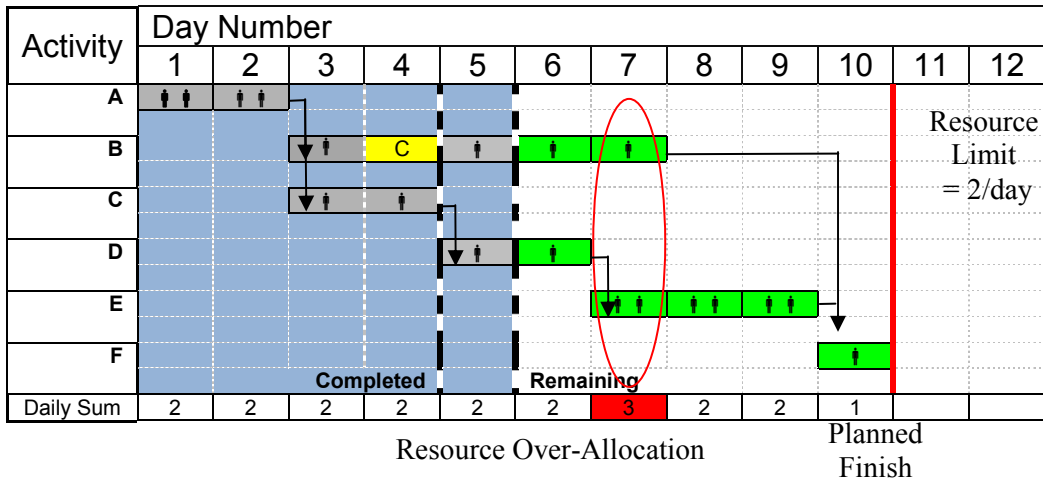 Activity
Day Number
1 2 3 4 5 6 7 8 9 10 11 12
A
B
C
C
D
E
F
Resource
Limit
= 2/day
Completed
Remaining
Daily Sum 2 2 2 2 2 2 3 2 2 1
Resource Over-Allocation
Planned
Finish